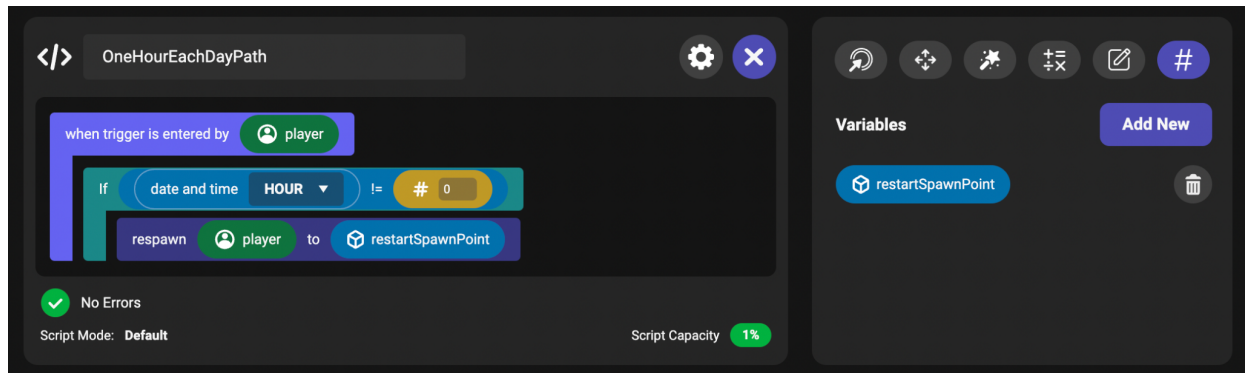 </> OneHourEachDayPath
when trigger is entered by player
If date and time HOUR != # 0
respawn player to restartSpawnPoint
No Errors
Script Mode: Default
Script Capacity 1%
#
Variables
Add New
restartSpawnPoint